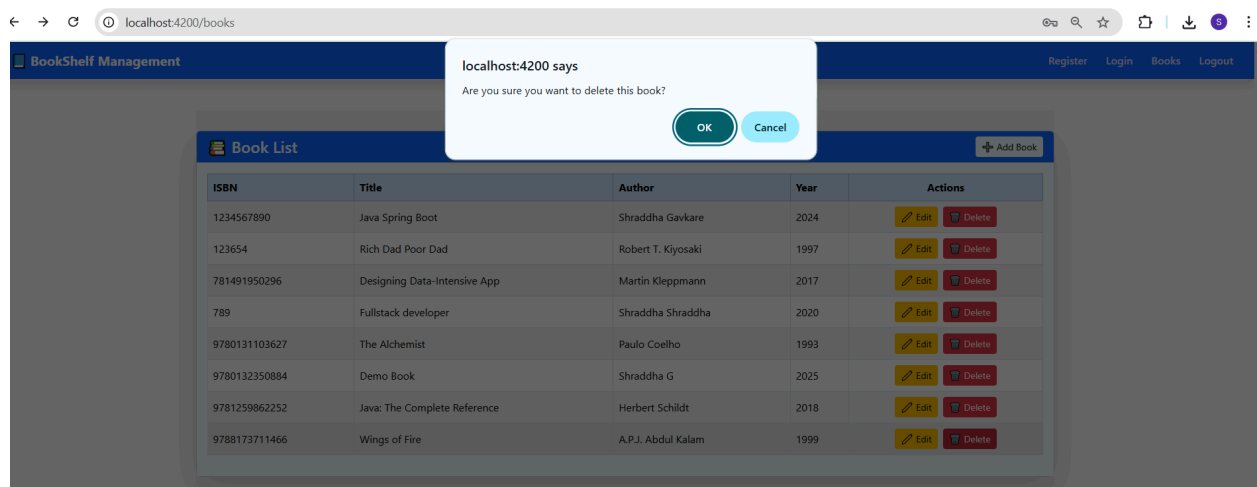 localhost:4200/books
S
BookShelf Management
Register Login Books Logout
localhost:4200 says
Are you sure you want to delete this book?
OK Cancel
Book List
Add Book
ISBN Title Author Year Actions
1234567890 Java Spring Boot Shraddha Gavkare 2024 Edit Delete
123654 Rich Dad Poor Dad Robert T. Kiyosaki 1997 Edit Delete
781491950296 Designing Data-Intensive App Martin Kleppmann 2017 Edit Delete
789 Fullstack developer Shraddha Shraddha 2020 Edit Delete
9780131103627 The Alchemist Paulo Coelho 1993 Edit Delete
9780132350884 Demo Book Shraddha G 2025 Edit Delete
9781259862252 Java: The Complete Reference Herbert Schildt 2018 Edit Delete
9788173711466 Wings of Fire A.P.J. Abdul Kalam 1999 Edit Delete